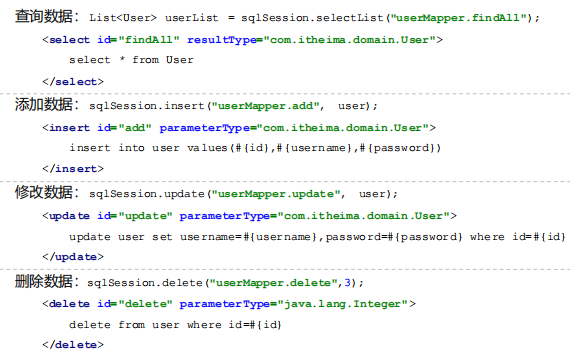 查询数据：List<User> userList = sqlSession.selectList("userMapper.findAll");
<select id="findAll" resultType="com.itheima.domain.User">
select * from User
</select>
添加数据：sqlSession.insert("userMapper.add", user);
<insert id="add" parameterType="com.itheima.domain.User">
insert into user values(#{id},#{username},#{password})
</insert>
修改数据：sqlSession.update("userMapper.update", user);
<update id="update" parameterType="com.itheima.domain.User">
update user set username=#{username},password=#{password} where id=#{id}
</update>
删除数据：sqlSession.delete("userMapper.delete",3);
<delete id="delete" parameterType="java.lang.Integer">
delete from user where id=#{id}
</delete>